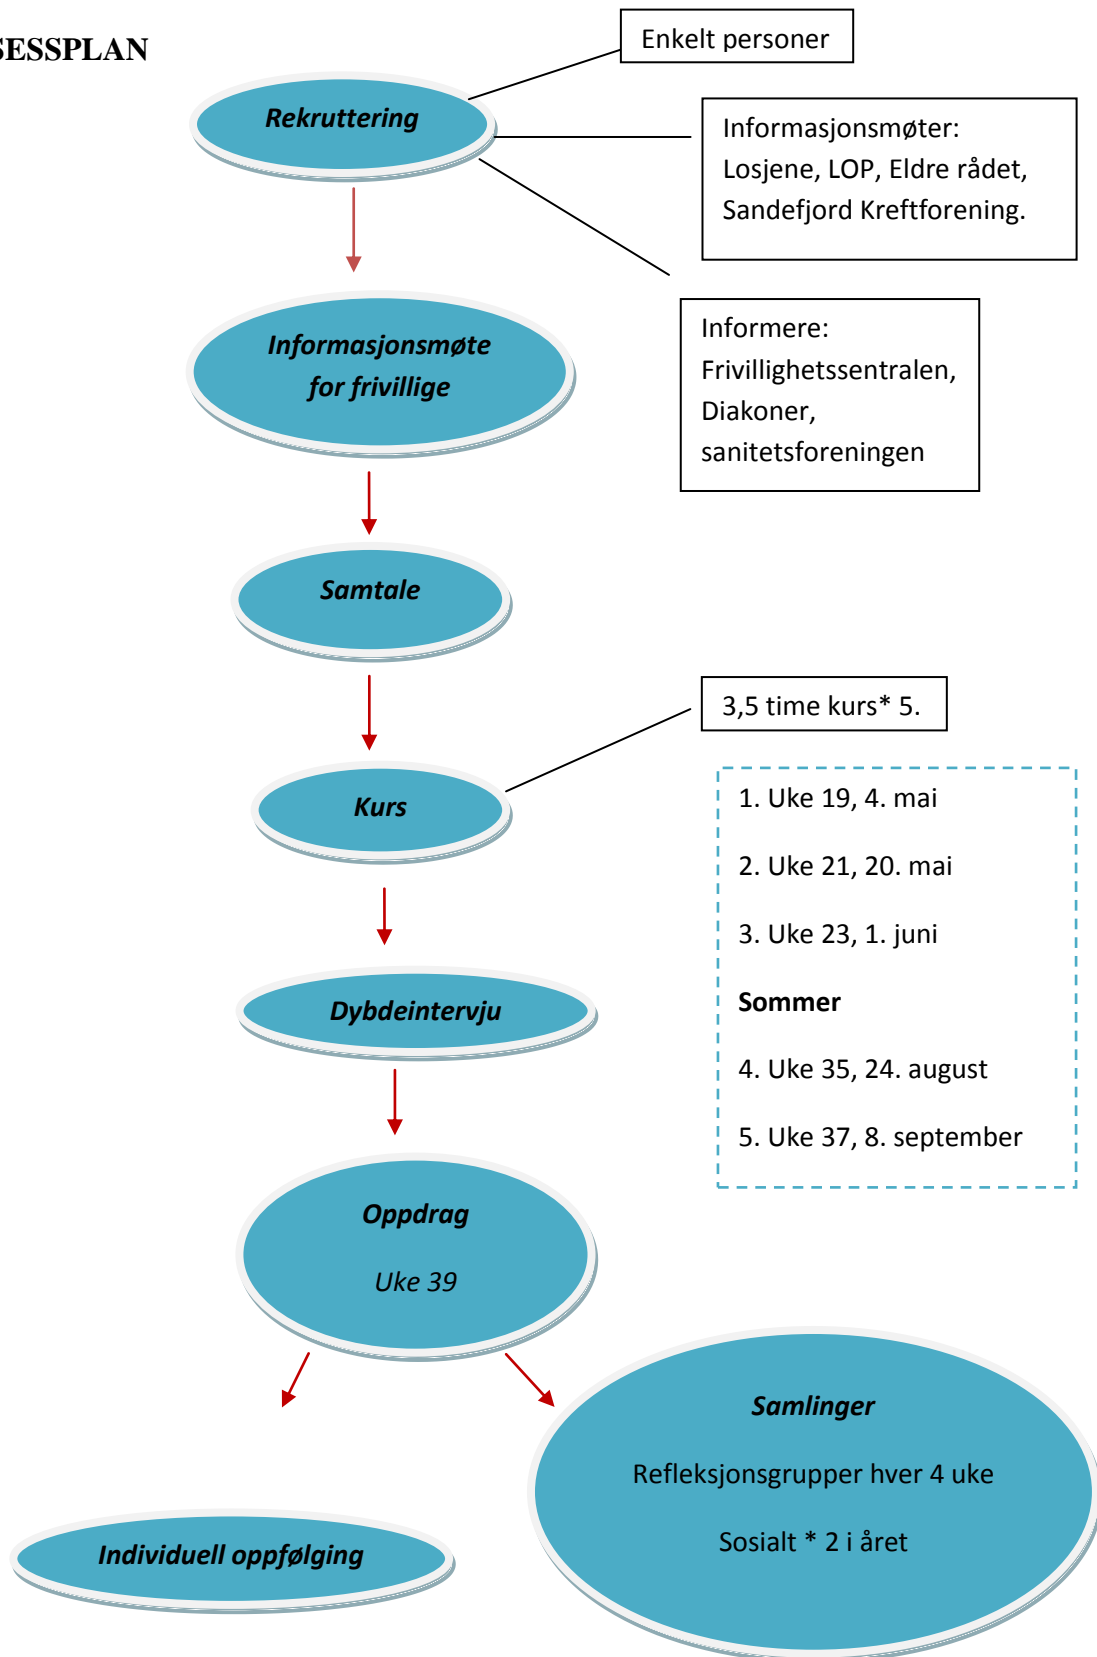 SESSPLAN
Enkelt personer
Rekruttering
Informasjonsmøter:
Losjene, LOP, Eldre rådet,
Sandefjord Kreftforening.
Informasjonsmøte
for frivillige
Informere:
Frivillighetssentralen,
Diakoner,
sanitetsforeningen
Samtale
3,5 time kurs* 5.
Kurs
1. Uke 19, 4. mai
2. Uke 21, 20. mai
3. Uke 23, 1. juni
Sommer
4. Uke 35, 24. august
5. Uke 37, 8. september
Dybdeintervju
Oppdrag
Uke 39
Samlinger
Refleksjonsgrupper hver 4 uke
Sosialt * 2 i året
Individuell oppfølging